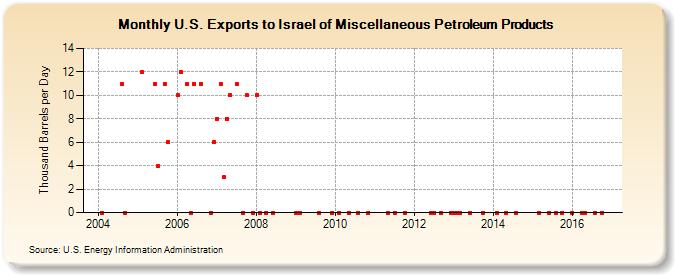 Monthly U.S. Exports to Israel of Miscellaneous Petroleum Products
Thousand Barrels per Day
14
12
10
8
6
4
2
0
2004 2006 2008 2010 2012 2014 2016
Source: U.S. Energy Information Administration